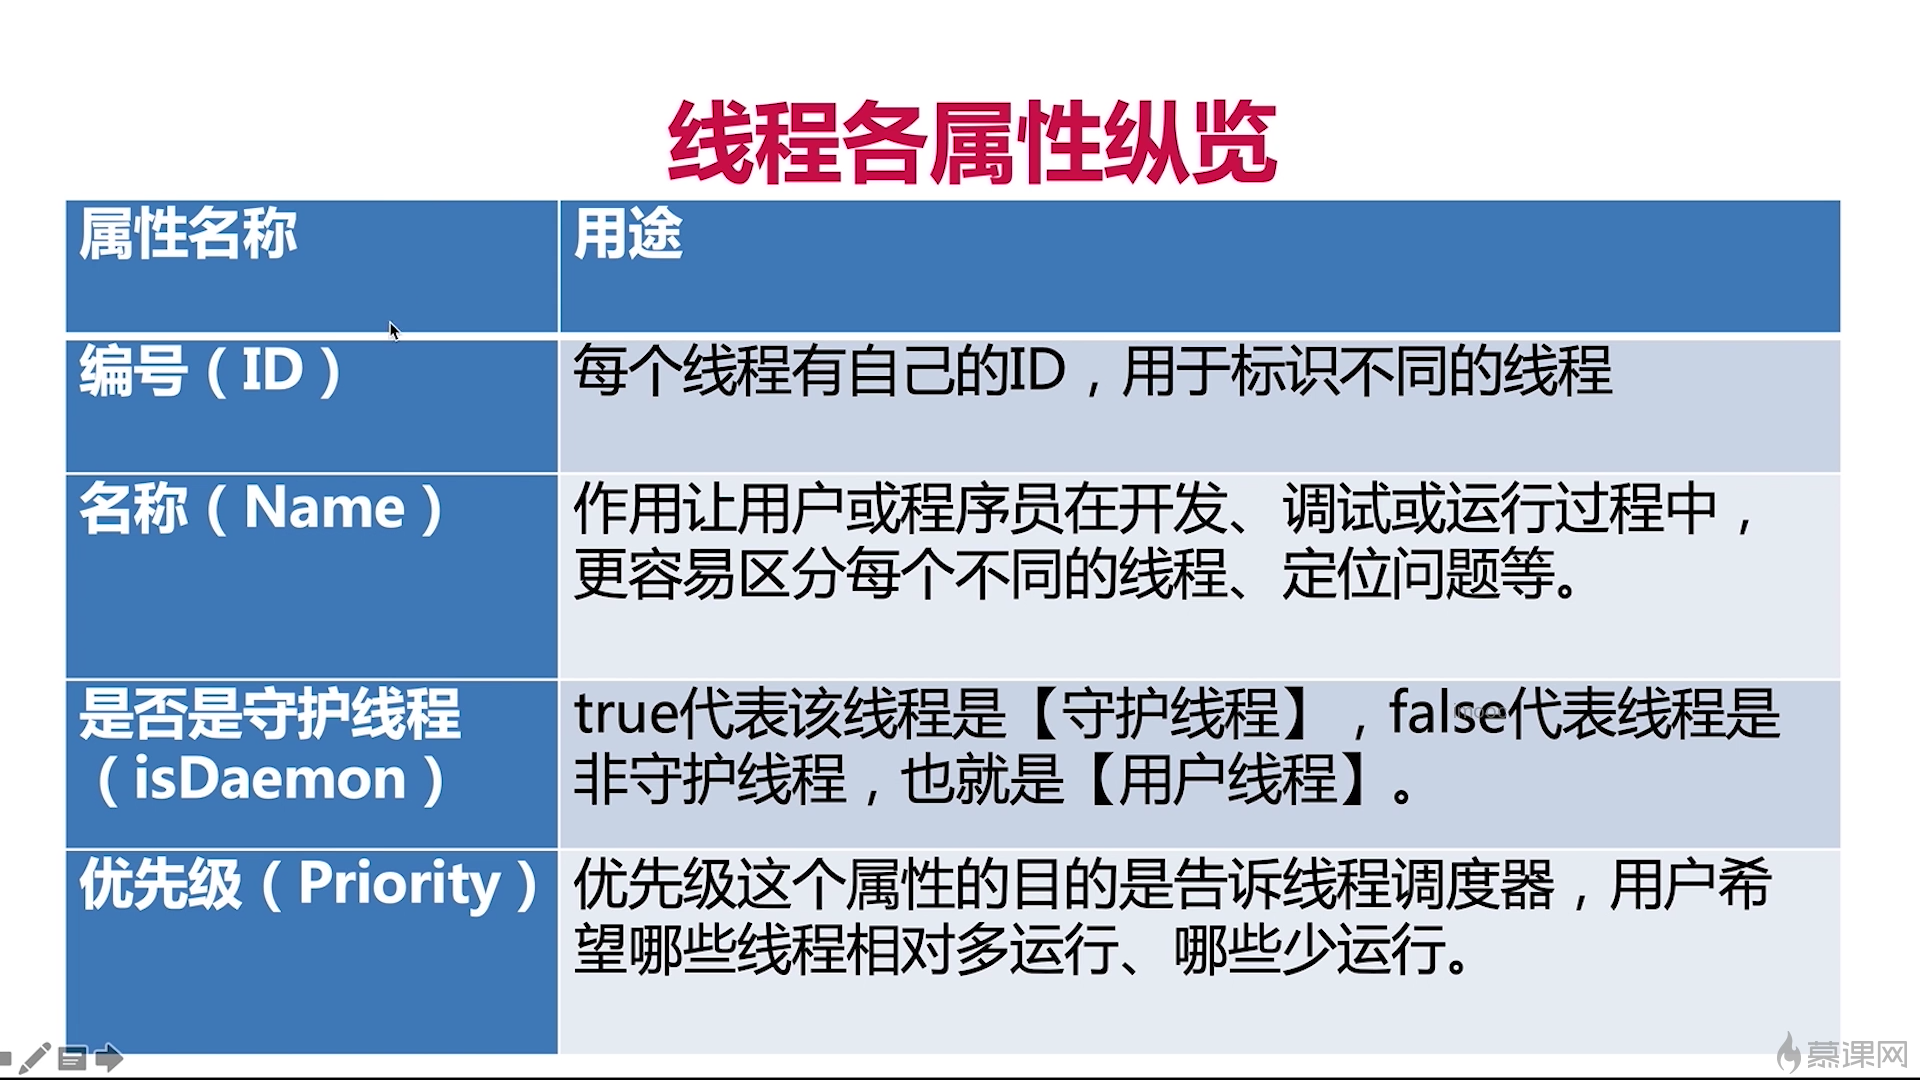 线程各属性纵览
属性名称
用途
编号（ID）
每个线程有自己的ID，用于标识不同的线程
名称（Name）
作用让用户或程序员在开发、调试或运行过程中，
更容易区分每个不同的线程、定位问题等。
是否是守护线程
（isDaemon）
true代表该线程是【守护线程】，false代表线程是
非守护线程，也就是【用户线程】。
优先级（Priority）
优先级这个属性的目的是告诉线程调度器，用户希
望哪些线程相对多运行、哪些少运行。
imooc
慕课网